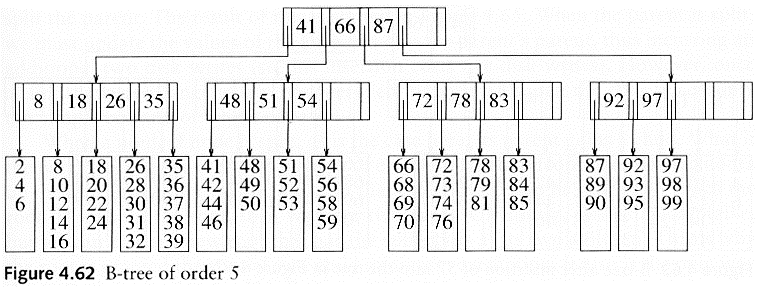 41 66 87
8 18 26 35 48 51 54 72 78 83 92 97
2 8 18 26 35 41 48 51 54 66 72 78 83 87 92 97
4 10 20 28 36 42 49 52 56 68 73 79 84 89 93 98
6 12 22 30 37 44 50 53 58 69 74 81 85 90 95 99
14 24 31 38 46 59 70 76
16 32 39
Figure 4.62 B-tree of order 5